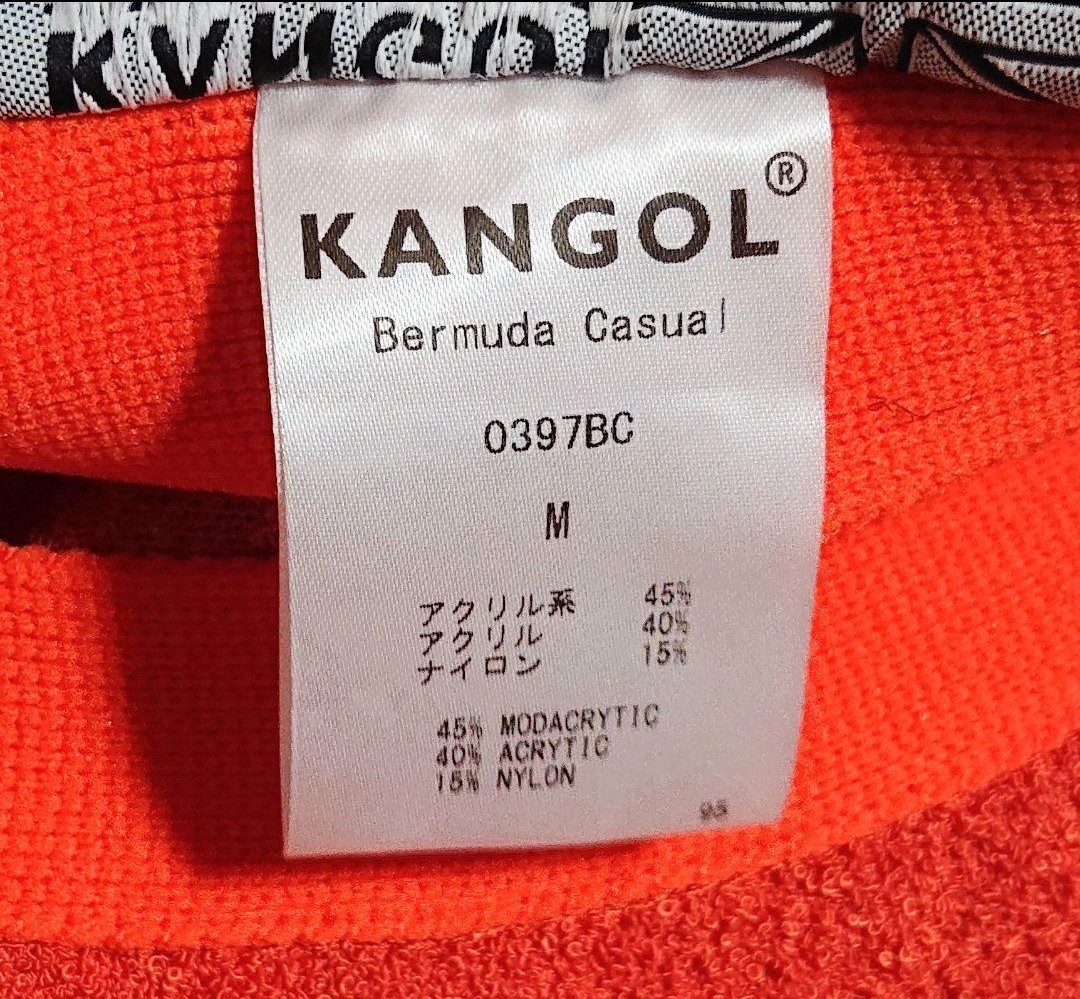 KANGOL
KANGOL®
Bermuda Casual
0397BC
M
アクリル系 45%
アクリル 40%
ナイロン 15%
45% MODACRYTIC
40% ACRYTIC
15% NYLON
95